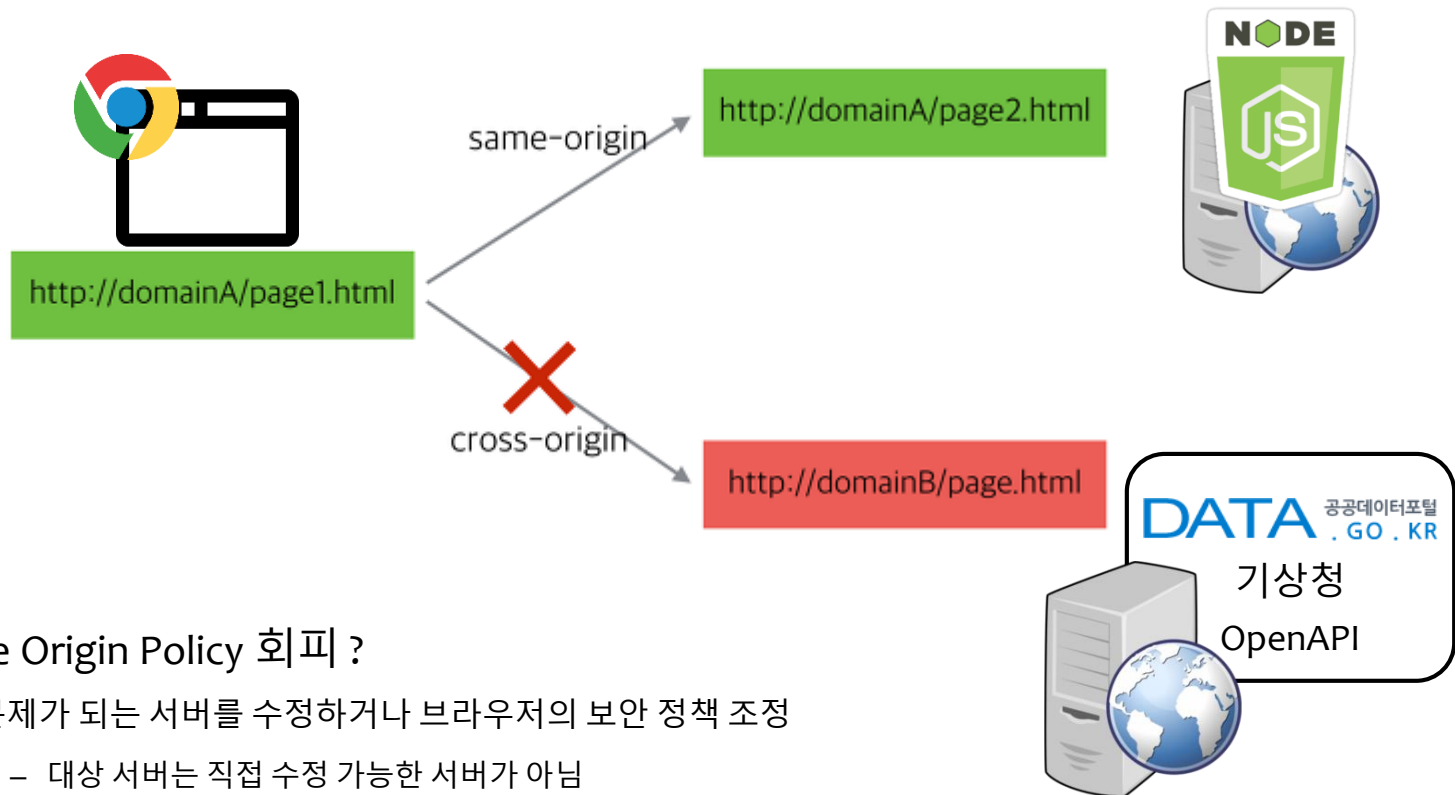 NODE
JS
http://domainA/page2.html
same-origin
http://domainA/page1.html
cross-origin
http://domainB/page.html
DATA 공공데이터포털
. GO . KR
기상청
OpenAPI
e Origin Policy 회피 ?
문제가 되는 서버를 수정하거나 브라우저의 보안 정책 조정
– 대상 서버는 직접 수정 가능한 서버가 아님